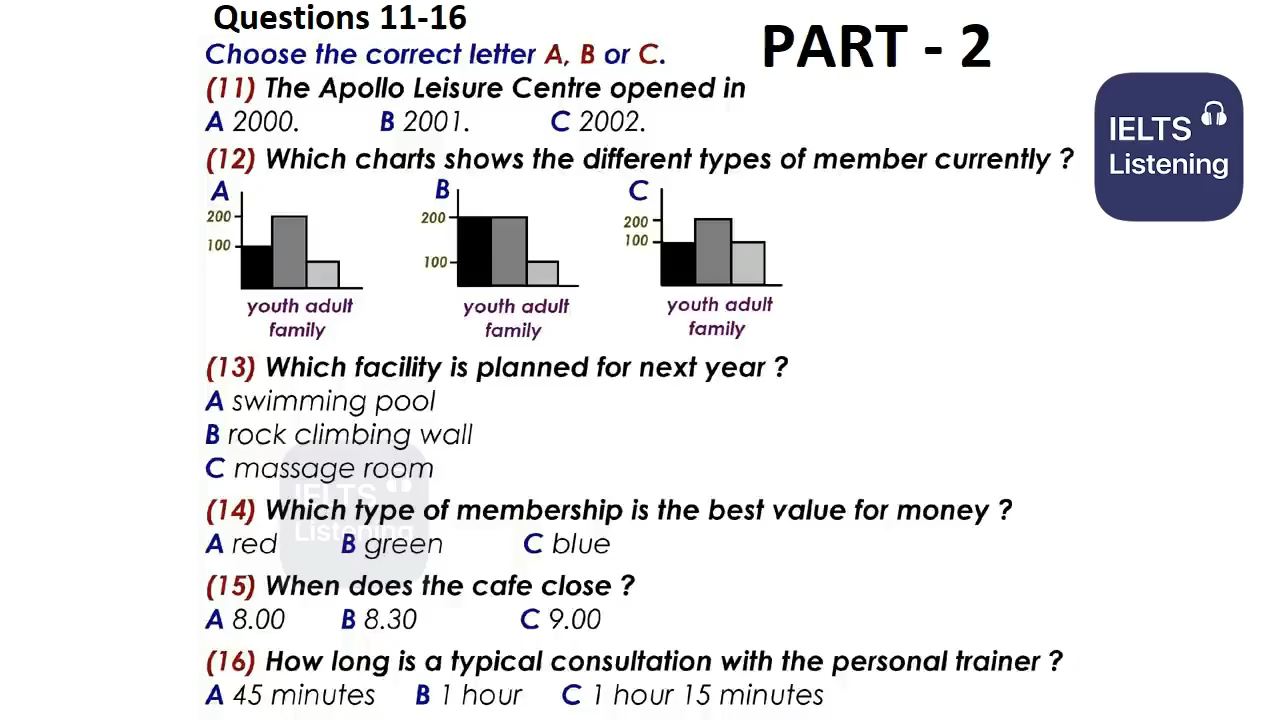 Questions 11-16
PART - 2
Choose the correct letter A, B or C.
IELTS
Listening
(11) The Apollo Leisure Centre opened in
A 2000. B 2001. C 2002.
(12) Which charts shows the different types of member currently ?
A
200
100
youth adult
family
B
200
100
youth adult
family
C
200
100
youth adult
family
(13) Which facility is planned for next year ?
A swimming pool
B rock climbing wall
C massage room
IELTS
Listening
(14) Which type of membership is the best value for money ?
A red B green C blue
(15) When does the cafe close ?
A 8.00 B 8.30 C 9.00
(16) How long is a typical consultation with the personal trainer ?
A 45 minutes B 1 hour C 1 hour 15 minutes